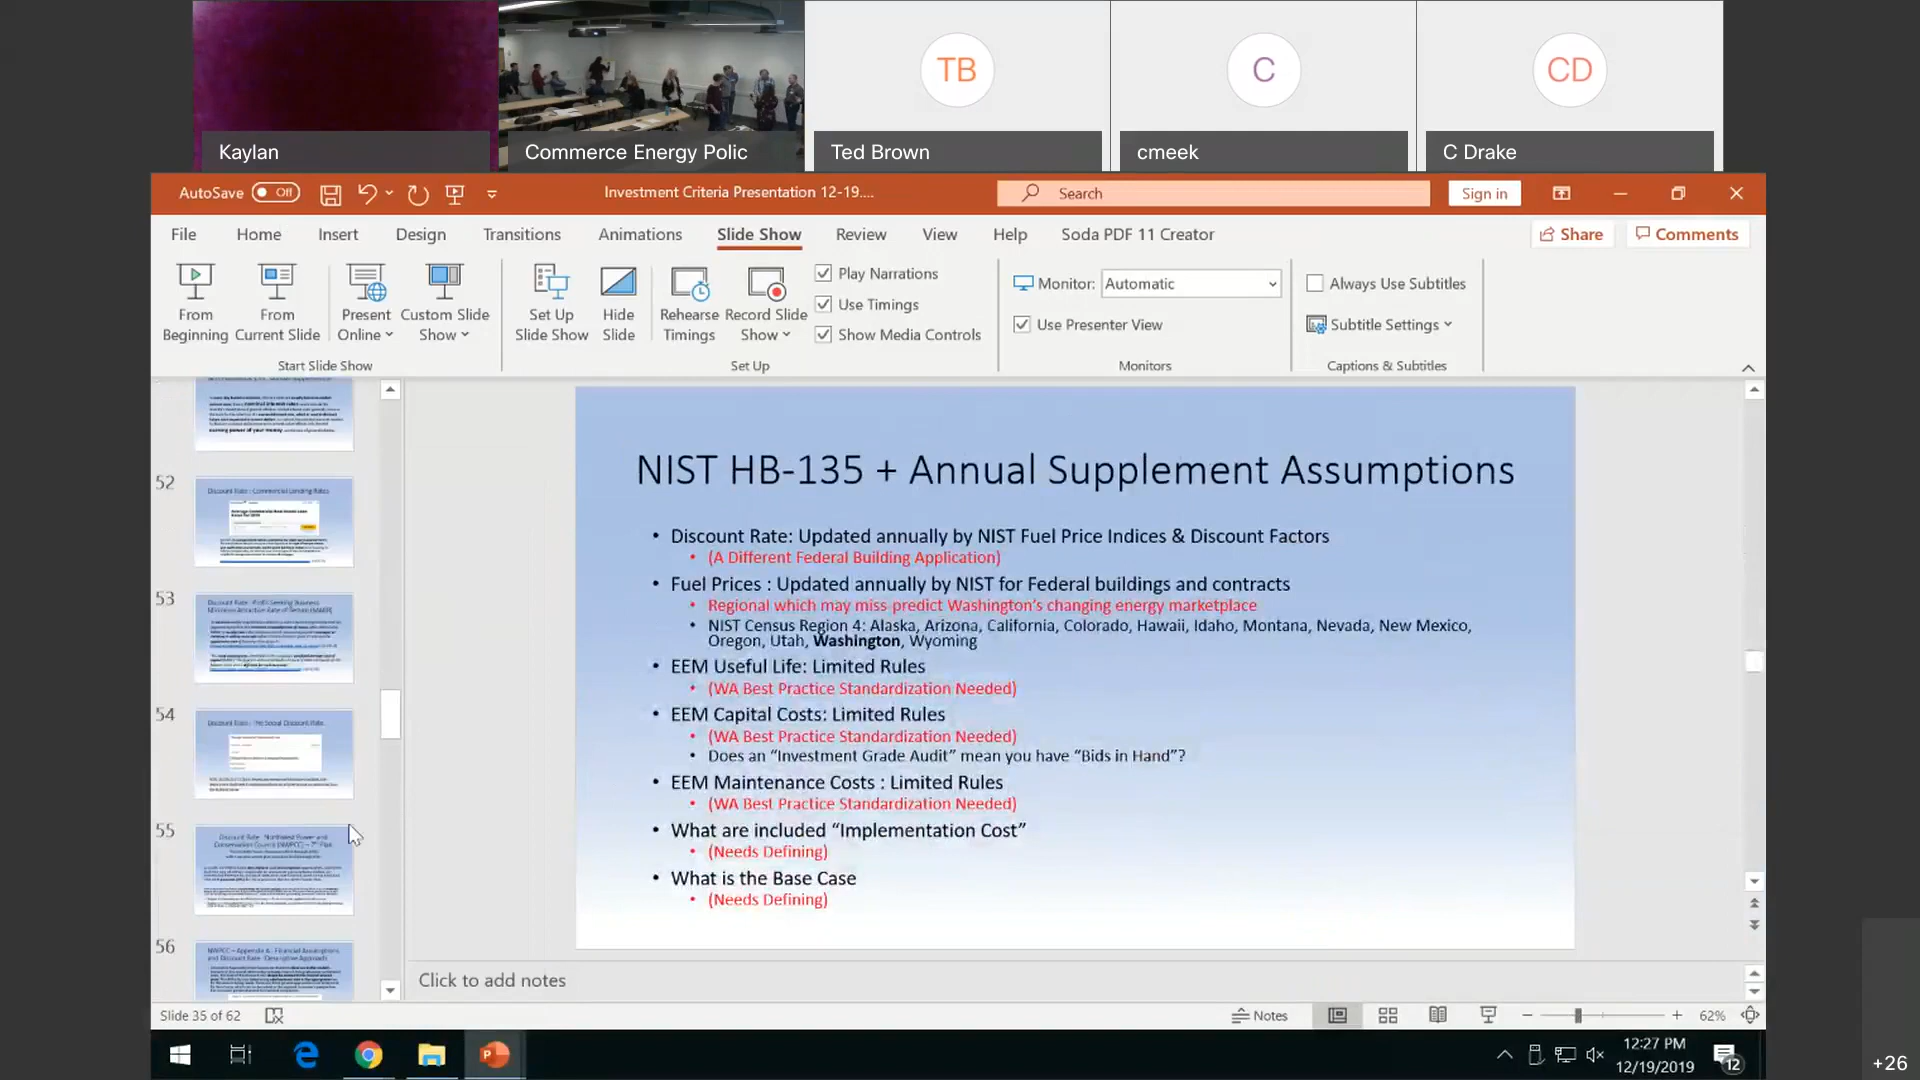 TB
C
CD
Kaylan
Commerce Energy Polic
Ted Brown
cmeek
C Drake
AutoSave Off
Investment Criteria Presentation 12-19....
Search
Sign in
File Home Insert Design Transitions Animations Slide Show Review View Help Soda PDF 11 Creator
Share
Comments
From Beginning
From Current Slide
Present Online
Custom Slide Show
Start Slide Show
Set Up Slide Show
Hide Slide
Rehearse Timings
Record Slide Show
Play Narrations
Use Timings
Show Media Controls
Set Up
Monitor: Automatic
Use Presenter View
Monitors
Always Use Subtitles
Subtitle Settings
Captions & Subtitles
52
Discount Rate: Commercial Lending Rates
53
54
Discount Rate: The Social Discount Rate
55
56
NIST HB-135 + Annual Supplement Assumptions
• Discount Rate: Updated annually by NIST Fuel Price Indices & Discount Factors
• (A Different Federal Building Application)
• Fuel Prices : Updated annually by NIST for Federal buildings and contracts
• Regional which may miss-predict Washington's changing energy marketplace
• NIST Census Region 4: Alaska, Arizona, California, Colorado, Hawaii, Idaho, Montana, Nevada, New Mexico,
Oregon, Utah, Washington, Wyoming
• EEM Useful Life: Limited Rules
• (WA Best Practice Standardization Needed)
• EEM Capital Costs: Limited Rules
• (WA Best Practice Standardization Needed)
• Does an “Investment Grade Audit” mean you have “Bids in Hand”?
• EEM Maintenance Costs : Limited Rules
• (WA Best Practice Standardization Needed)
• What are included “Implementation Cost”
• (Needs Defining)
• What is the Base Case
• (Needs Defining)
Click to add notes
Slide 35 of 62
Notes
62%
12:27 PM
12/19/2019
12
+26